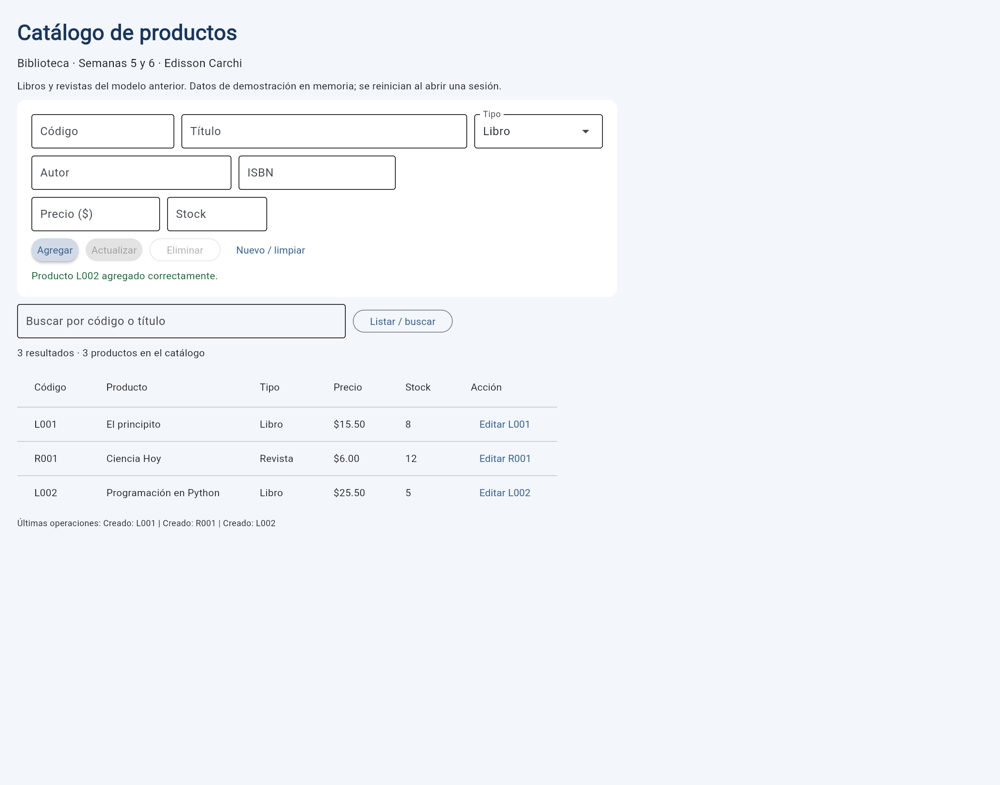 Catálogo de productos
Biblioteca · Semanas 5 y 6 · Edisson Carchi
Libros y revistas del modelo anterior. Datos de demostración en memoria; se reinician al abrir una sesión.
Código Título Tipo Libro
Autor ISBN
Precio ($) Stock
Agregar Actualizar Eliminar Nuevo / limpiar
Producto L002 agregado correctamente.
Buscar por código o título Listar / buscar
3 resultados · 3 productos en el catálogo
Código Producto Tipo Precio Stock Acción
L001 El principito Libro $15.50 8 Editar L001
R001 Ciencia Hoy Revista $6.00 12 Editar R001
L002 Programación en Python Libro $25.50 5 Editar L002
Últimas operaciones: Creado: L001 | Creado: R001 | Creado: L002